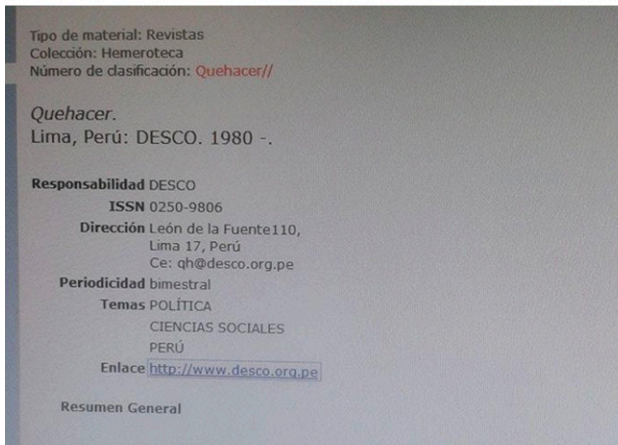 Tipo de material: Revistas
Colección: Hemeroteca
Número de clasificación: Quehacer//
Quehacer.
Lima, Perú: DESCO. 1980 -.
Responsabilidad DESCO
ISSN 0250-9806
Dirección León de la Fuente110,
Lima 17, Perú
Ce: qh@desco.org.pe
Periodicidad bimestral
Temas POLÍTICA
CIENCIAS SOCIALES
PERÚ
Enlace http://www.desco.org.pe
Resumen General